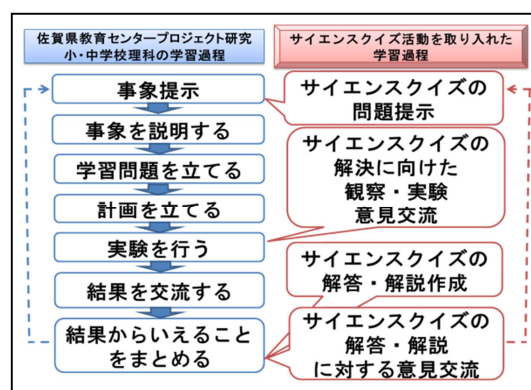 佐賀県教育センタープロジェクト研究
小・中学校理科の学習過程
サイエンスクイズ活動を取り入れた
学習過程
事象提示
事象を説明する
学習問題を立てる
計画を立てる
実験を行う
結果を交流する
結果からいえること
をまとめる
サイエンスクイズの
問題提示
サイエンスクイズの
解決に向けた
観察・実験
意見交流
サイエンスクイズの
解答・解説作成
サイエンスクイズの
解答・解説
に対する意見交流